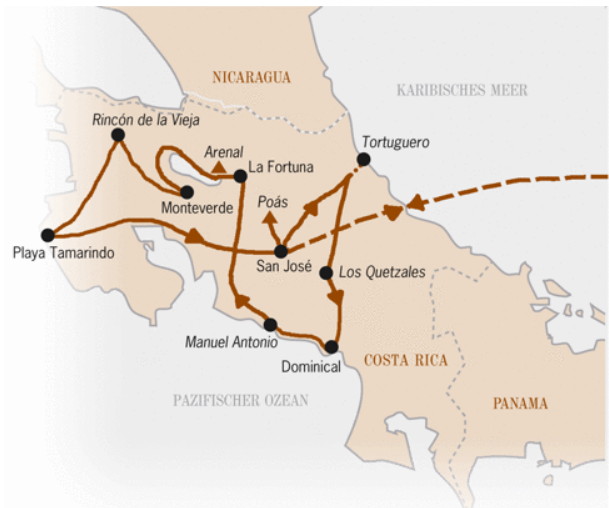 NICARAGUA
KARIBISCHES MEER
Rincón de la Vieja
Tortuguero
Arenal
La Fortuna
Monteverde
Poás
Playa Tamarindo
San José
Los Quetzales
Manuel Antonio
Dominical
COSTA RICA
PAZIFISCHER OZEAN
PANAMA